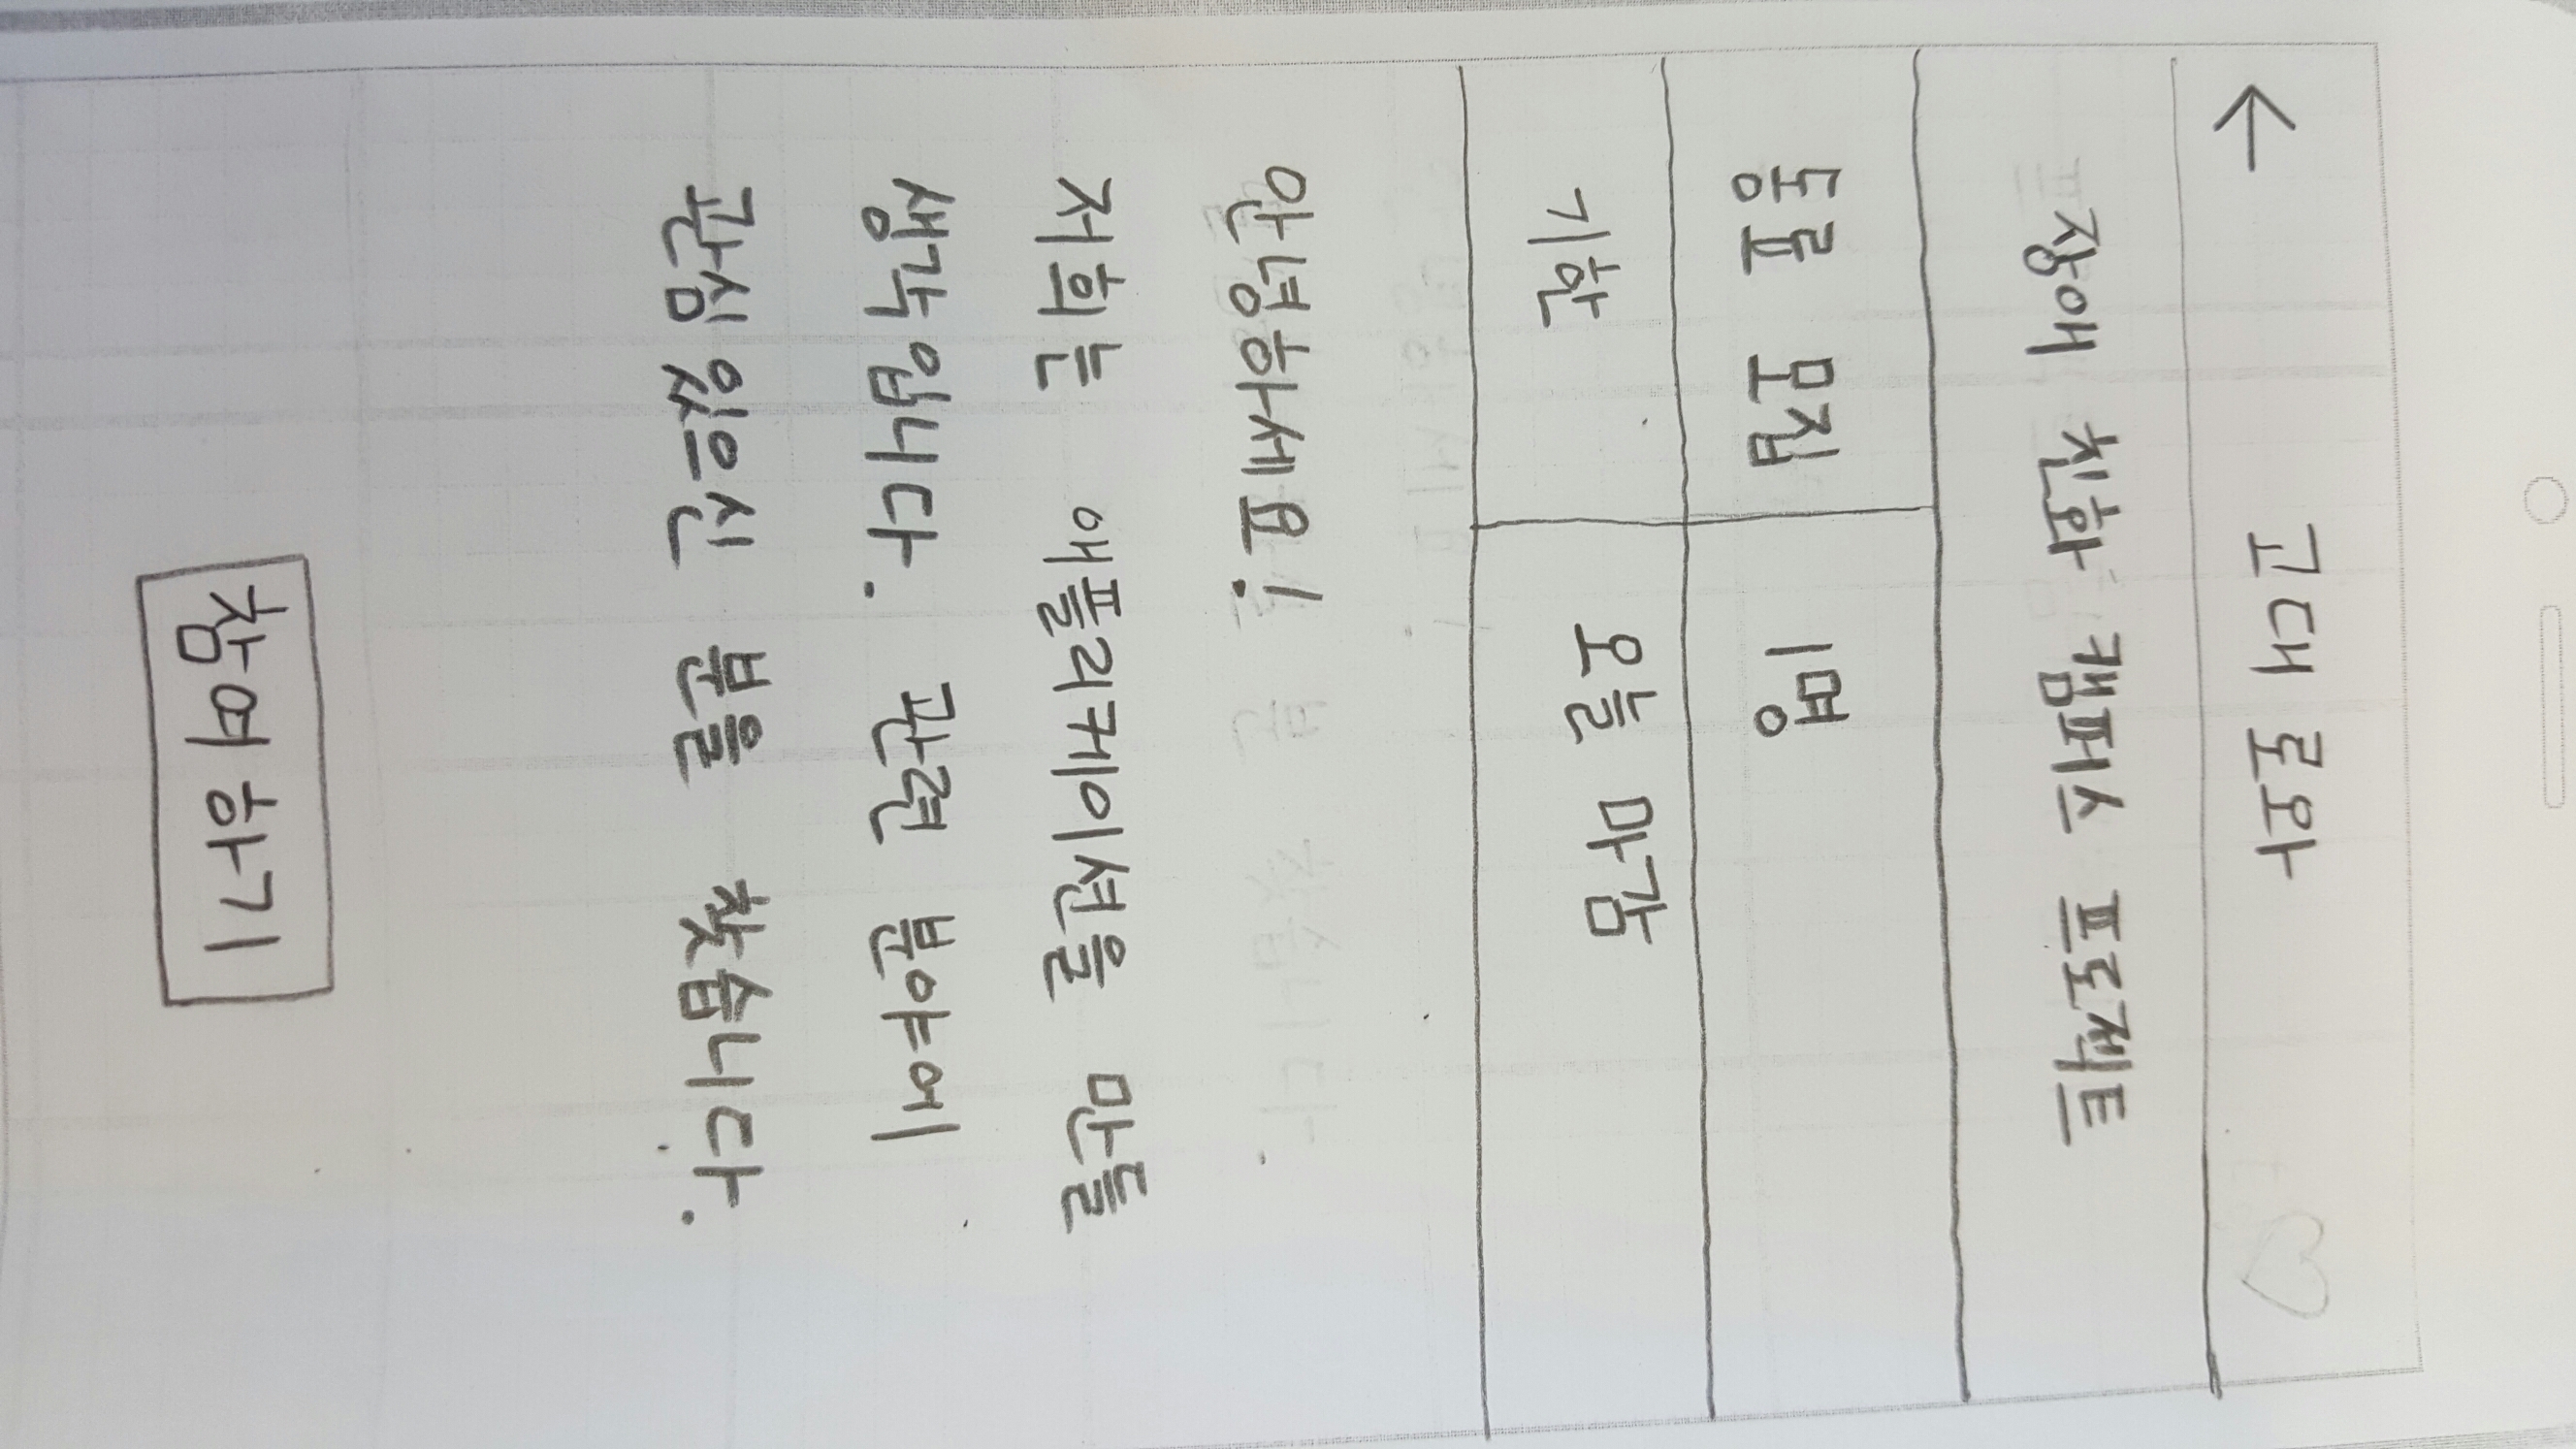 ← 고대로와 ♡
장애 친화 캠퍼스 프로젝트
동료 모집 1명
기한 오늘 마감
안녕하세요!
저희는 애플리케이션을 만들
생각입니다. 관련 분야에
관심있으신 분을 찾습니다.
참여하기